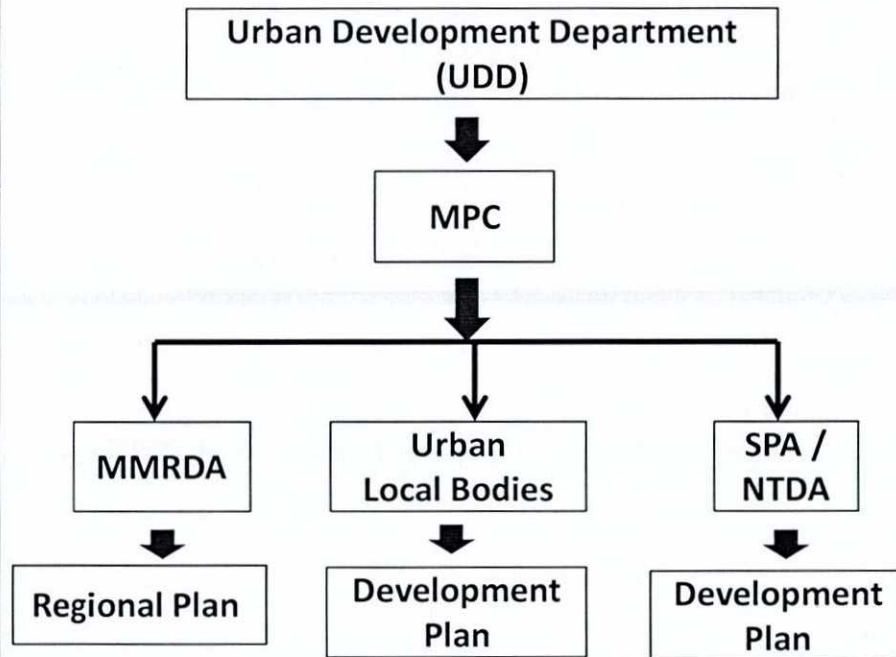 Urban Development Department
(UDD)
MPC
MMRDA
Urban
Local Bodies
SPA /
NTDA
Regional Plan
Development
Plan
Development
Plan